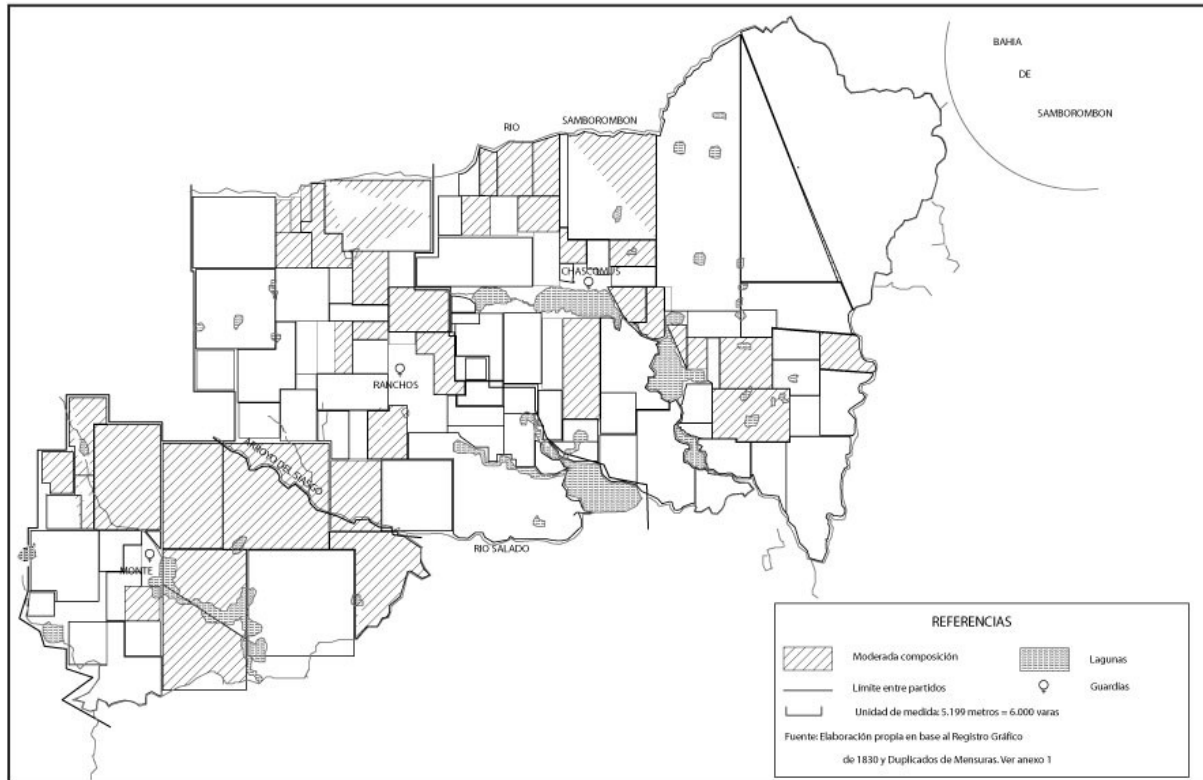 BAHIA
DE
SAMBOROMBON
RIO
SAMBOROMBON
CHASCOMUS
RANCHOS
ARROYO DEL SIASGO
RIO SALADO
MONTE
REFERENCIAS
Moderada composición
Lagunas
Límite entre partidos
Guardías
Unidad de medida: 5.199 metros = 6.000 varas
Fuente: Elaboración propia en base al Registro Gráfico
de 1830 y Duplicados de Mensuras. Ver anexo 1